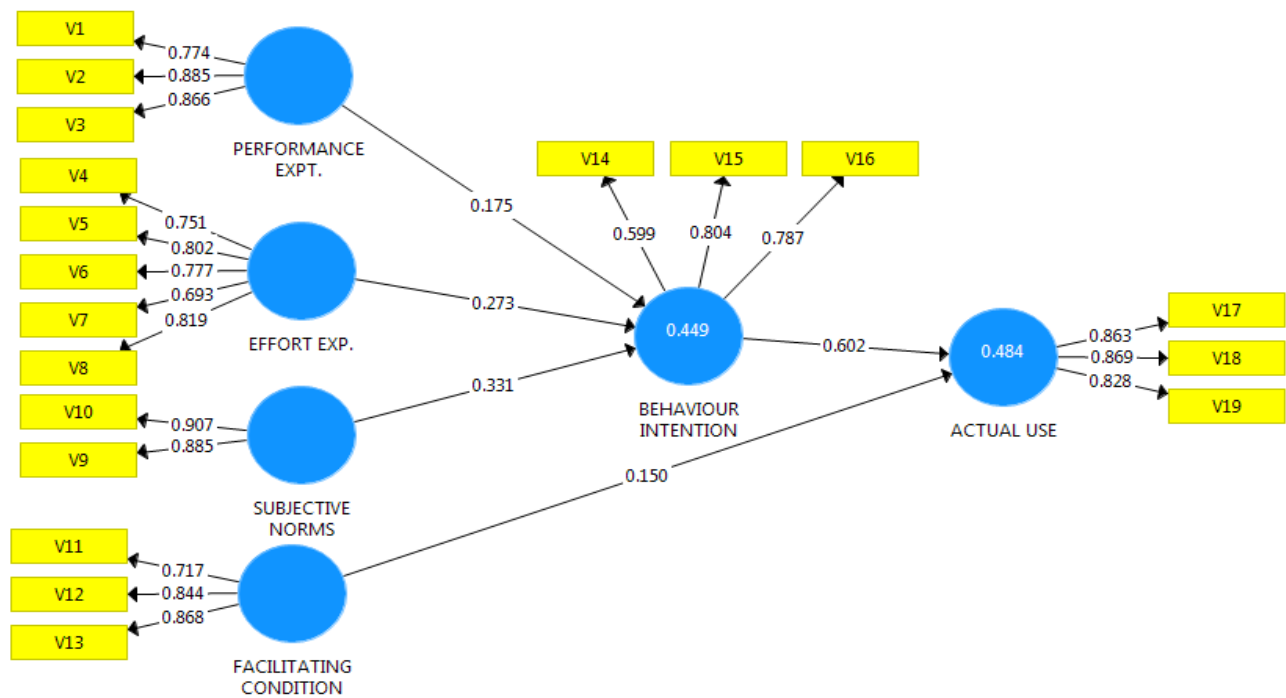 V1
0.774
V2
0.885
V3
0.866
PERFORMANCE
EXPT.
0.175
V4
0.751
V5
0.802
V6
0.777
V7
0.693
V8
0.819
EFFORT EXP.
0.273
V10
0.907
V9
0.885
SUBJECTIVE
NORMS
0.331
V11
0.717
V12
0.844
V13
0.868
FACILITATING
CONDITION
0.150
V14
V15
V16
0.599
0.804
0.787
0.449
BEHAVIOUR
INTENTION
0.602
0.484
ACTUAL USE
0.863
V17
0.869
V18
0.828
V19